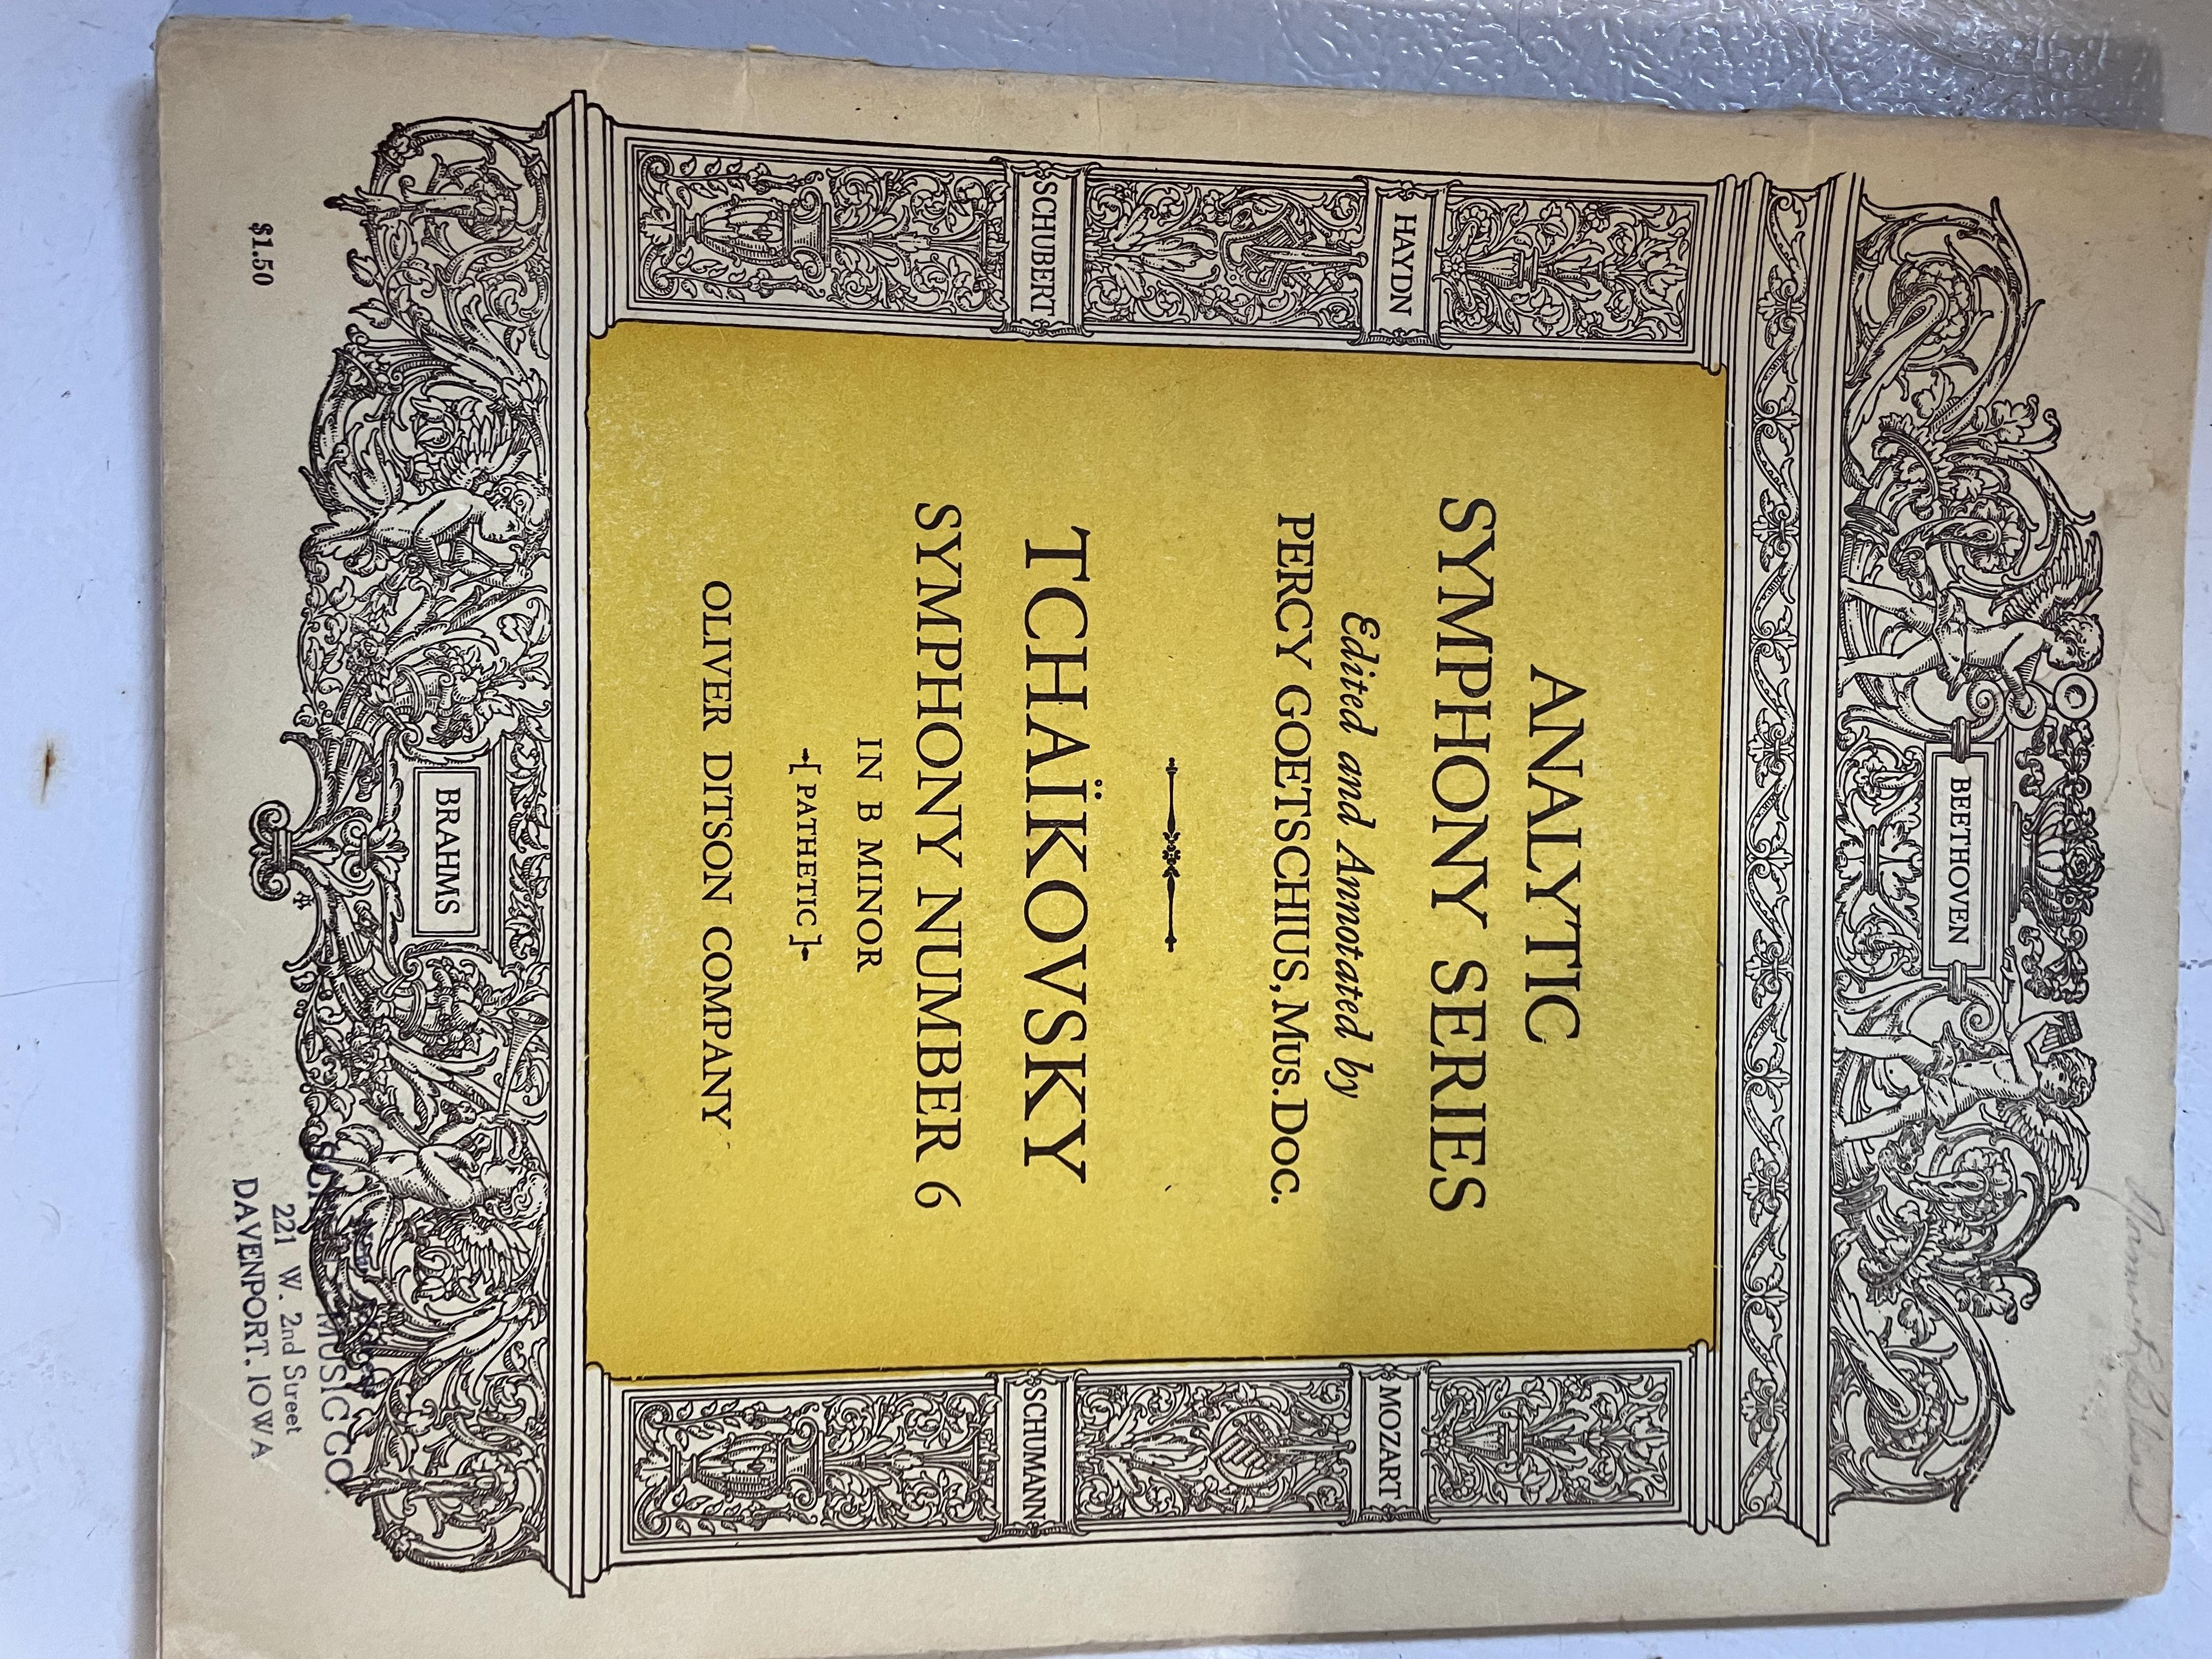 BEETHOVEN
HAYDN
MOZART
SCHUBERT
SCHUMANN
ANALYTIC
SYMPHONY SERIES
Edited and Annotated by
PERCY GOETSCHIUS, MUS. DOC.
TCHAÏKOVSKY
SYMPHONY NUMBER 6
IN B MINOR
[PATHETIC]
OLIVER DITSON COMPANY
BRAHMS
$1.50
MUSIC CO.
221 W. 2nd Street
DAVENPORT, IOWA